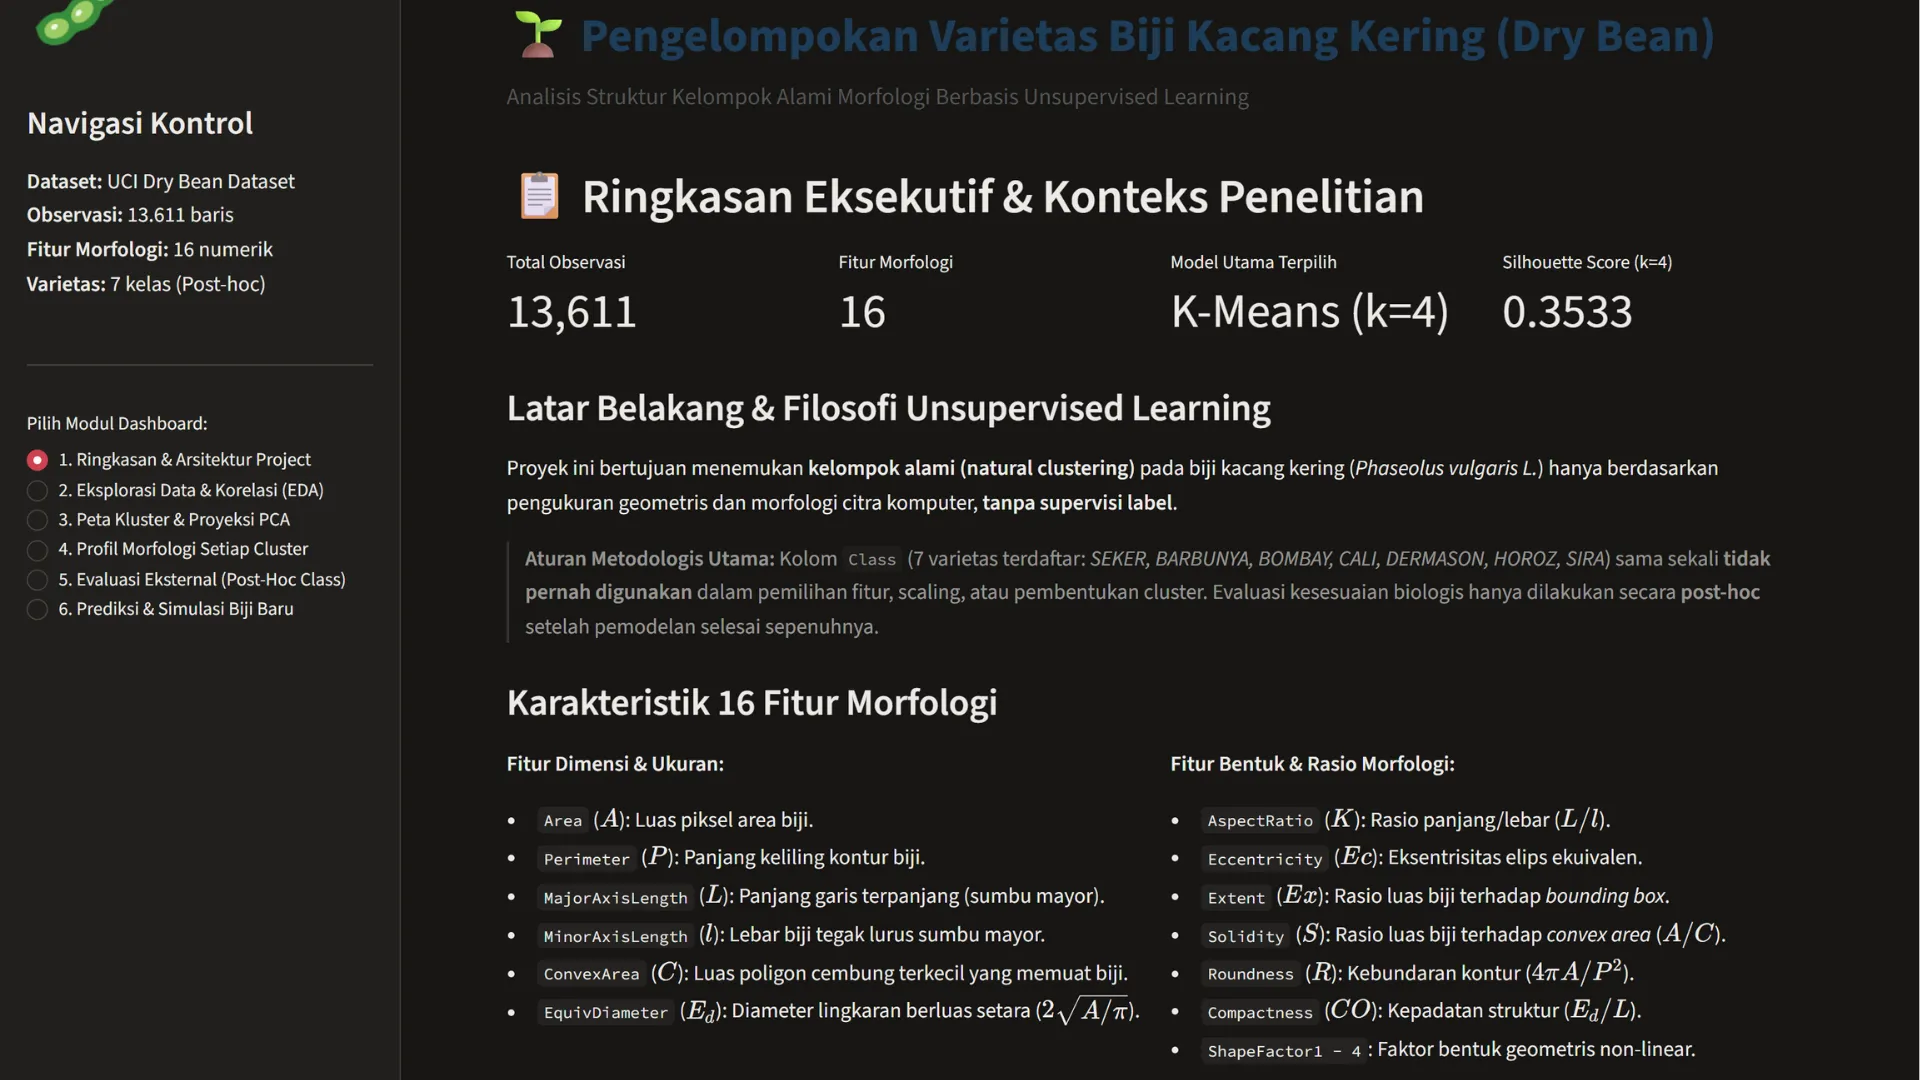 Navigasi Kontrol
Dataset: UCI Dry Bean Dataset
Observasi: 13.611 baris
Fitur Morfologi: 16 numerik
Varietas: 7 kelas (Post-hoc)
Pilih Modul Dashboard:
1. Ringkasan & Arsitektur Project
2. Eksplorasi Data & Korelasi (EDA)
3. Peta Kluster & Proyeksi PCA
4. Profil Morfologi Setiap Cluster
5. Evaluasi Eksternal (Post-Hoc Class)
6. Prediksi & Simulasi Biji Baru
Pengelompokan Varietas Biji Kacang Kering (Dry Bean)
Analisis Struktur Kelompok Alami Morfologi Berbasis Unsupervised Learning
Ringkasan Eksekutif & Konteks Penelitian
Total Observasi
13,611
Fitur Morfologi
16
Model Utama Terpilih
K-Means (k=4)
Silhouette Score (k=4)
0.3533
Latar Belakang & Filosofi Unsupervised Learning
Proyek ini bertujuan menemukan kelompok alami (natural clustering) pada biji kacang kering (Phaseolus vulgaris L.) hanya berdasarkan
pengukuran geometris dan morfologi citra komputer, tanpa supervisi label.
Aturan Metodologis Utama: Kolom Class (7 varietas terdaftar: SEKER, BARBUNYA, BOMBAY, CALI, DERMASON, HOROZ, SIRA) sama sekali tidak
pernah digunakan dalam pemilihan fitur, scaling, atau pembentukan cluster. Evaluasi kesesuaian biologis hanya dilakukan secara post-hoc
setelah pemodelan selesai sepenuhnya.
Karakteristik 16 Fitur Morfologi
Fitur Dimensi & Ukuran:
• Area (A): Luas piksel area biji.
• Perimeter (P): Panjang keliling kontur biji.
• MajorAxisLength (L): Panjang garis terpanjang (sumbu mayor).
• MinorAxisLength (l): Lebar biji tegak lurus sumbu mayor.
• ConvexArea (C): Luas poligon cembung terkecil yang memuat biji.
• EquivDiameter (E_d): Diameter lingkaran berluas setara (2√A/π).
Fitur Bentuk & Rasio Morfologi:
• AspectRatio (K): Rasio panjang/lebar (L/l).
• Eccentricity (Ec): Eksentrisitas elips ekuivalen.
• Extent (Ex): Rasio luas biji terhadap bounding box.
• Solidity (S): Rasio luas biji terhadap convex area (A/C).
• Roundness (R): Kebundaran kontur (4πA/P²).
• Compactness (CO): Kepadatan struktur (E_d/L).
• ShapeFactor1 - 4 : Faktor bentuk geometris non-linear.